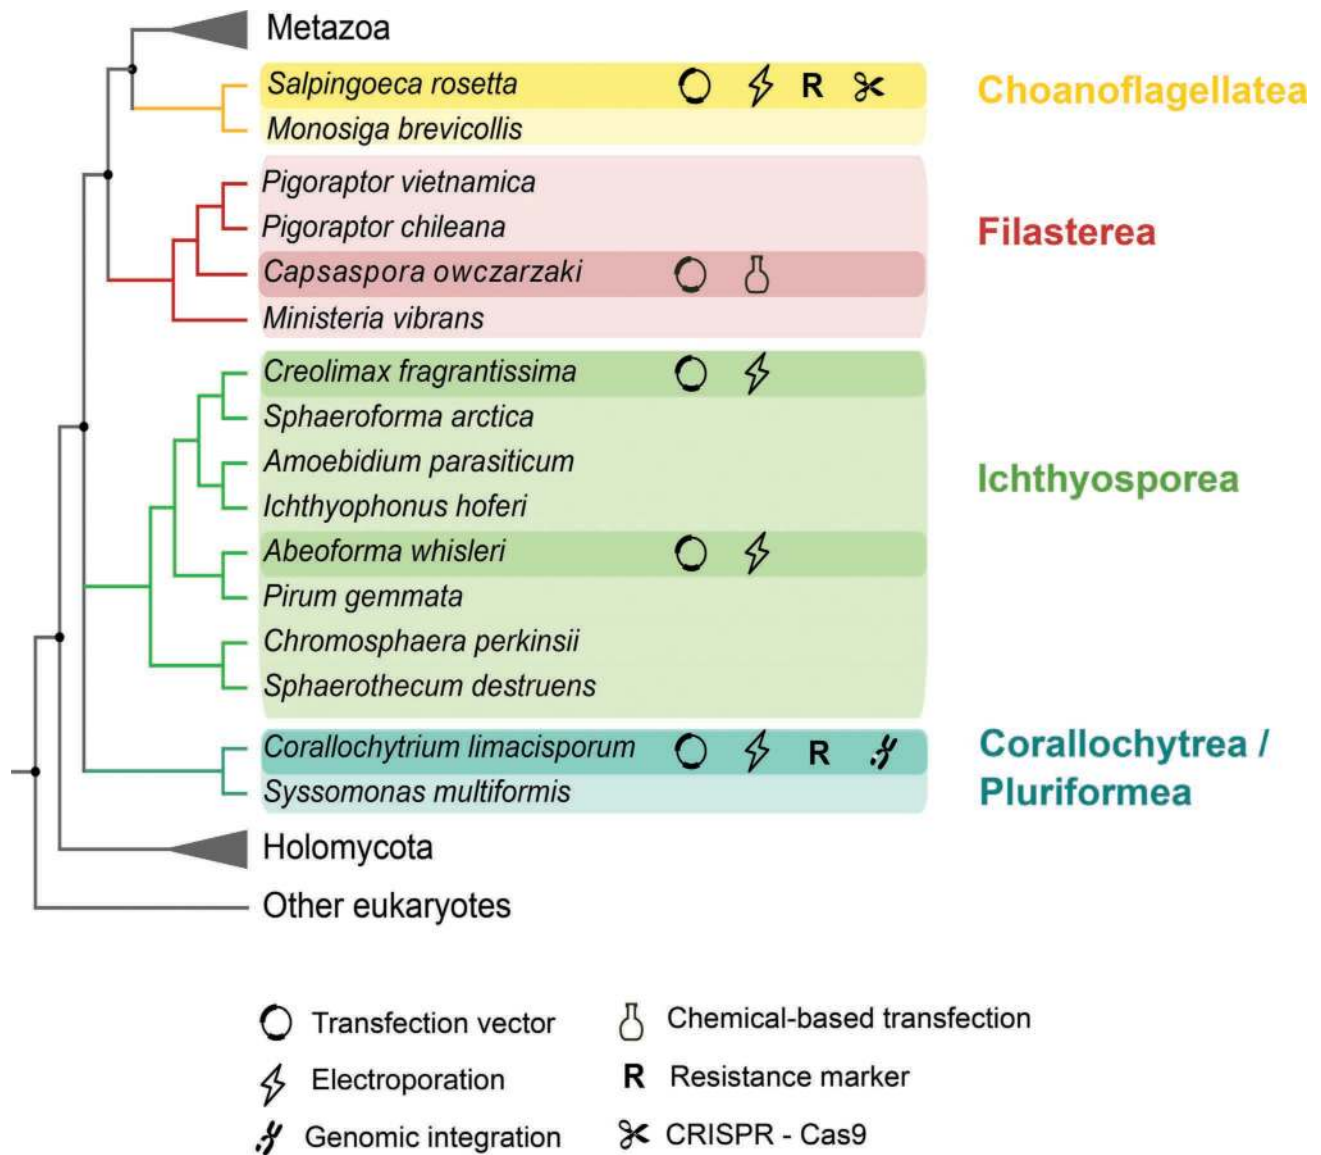 Metazoa
Salpingoeca rosetta R
Choanoflagellatea
Monosiga brevicollis
Pigoraptor vietnamica
Pigoraptor chileana
Filasterea
Capsaspora owczarzaki
Ministeria vibrans
Creolimax fragrantissima
Sphaeroforma arctica
Amoebidium parasiticum
Ichthyosporea
Ichthyophonus hoferi
Abeoforma whisleri
Pirum gemmata
Chromosphaera perkinsii
Sphaerothecum destruens
Corallochytrium limacisporum R
Corallochytrea /
Pluriformea
Syssomonas multiformis
Holomycota
Other eukaryotes
Transfection vector
Chemical-based transfection
Electroporation
R Resistance marker
Genomic integration
CRISPR - Cas9